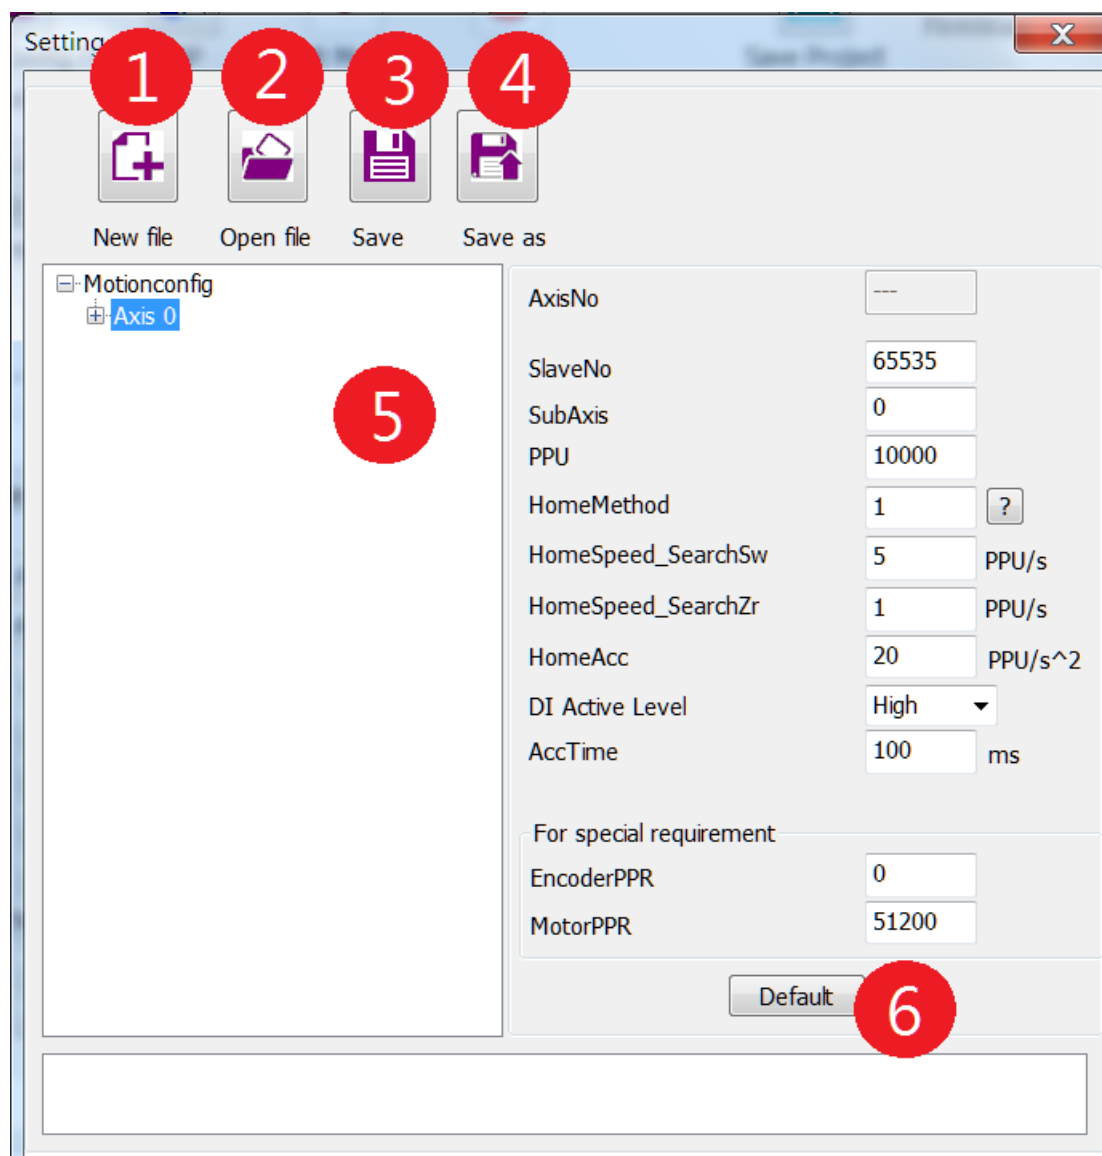 Setting
Save Project
1 2 3 4
New file Open file Save Save as
Motionconfig
Axis 0
5
AxisNo ---
SlaveNo 65535
SubAxis 0
PPU 10000
HomeMethod 1 ?
HomeSpeed_SearchSw 5 PPU/s
HomeSpeed_SearchZr 1 PPU/s
HomeAcc 20 PPU/s^2
DI Active Level High
AccTime 100 ms
For special requirement
EncoderPPR 0
MotorPPR 51200
Default 6